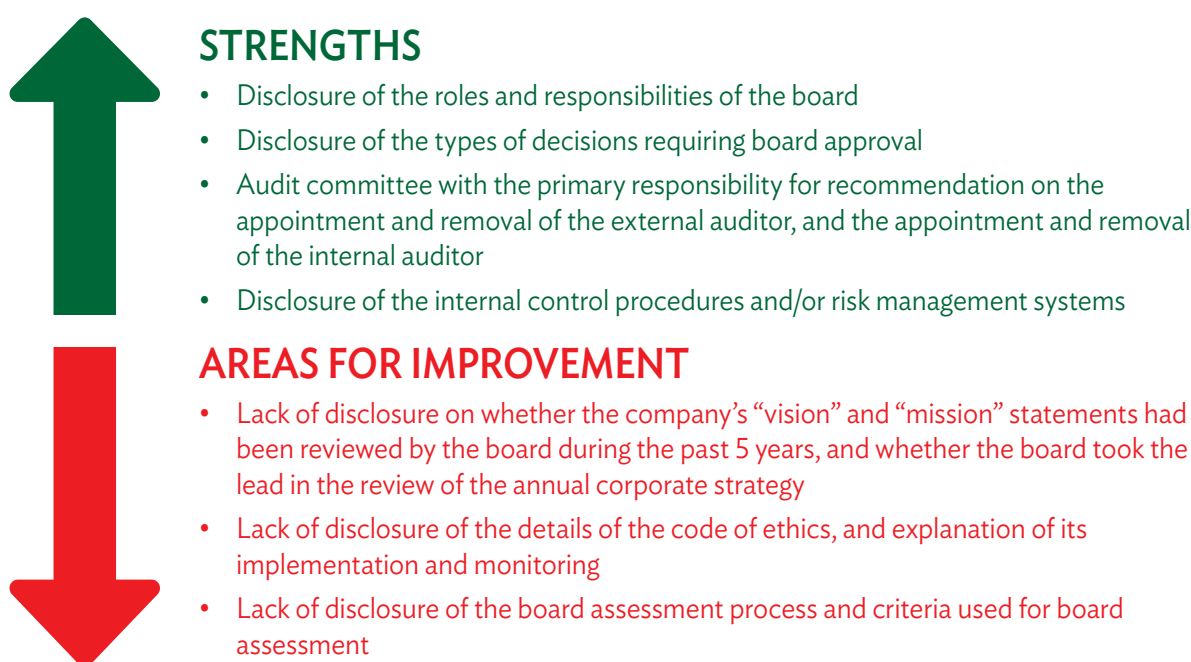 STRENGTHS
• Disclosure of the roles and responsibilities of the board
• Disclosure of the types of decisions requiring board approval
• Audit committee with the primary responsibility for recommendation on the
appointment and removal of the external auditor, and the appointment and removal
of the internal auditor
• Disclosure of the internal control procedures and/or risk management systems
AREAS FOR IMPROVEMENT
• Lack of disclosure on whether the company’s “vision” and “mission” statements had
been reviewed by the board during the past 5 years, and whether the board took the
lead in the review of the annual corporate strategy
• Lack of disclosure of the details of the code of ethics, and explanation of its
implementation and monitoring
• Lack of disclosure of the board assessment process and criteria used for board
assessment